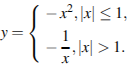 y = { −x², |x| ≤ 1,
−1/x, |x| > 1.